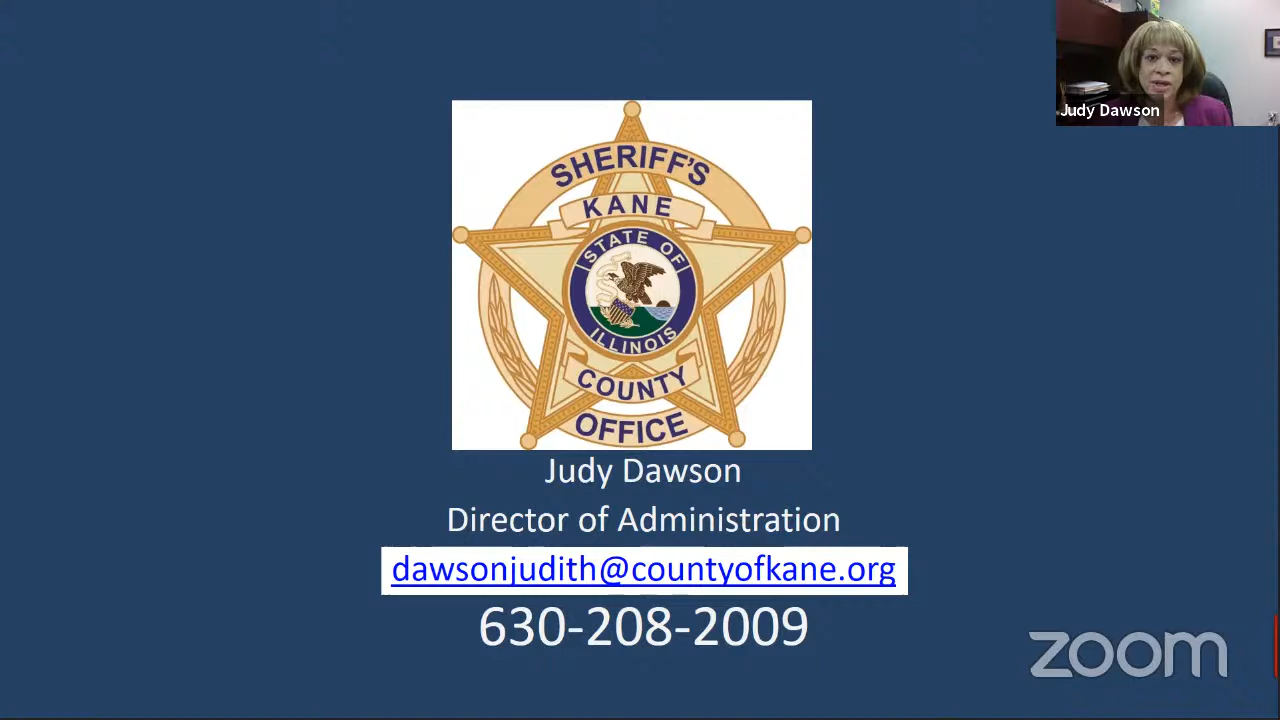 Judy Dawson
SHERIFF'S
KANE
STATE OF
ILLINOIS
COUNTY
OFFICE
Judy Dawson
Director of Administration
dawsonjudith@countyofkane.org
630-208-2009
zoom